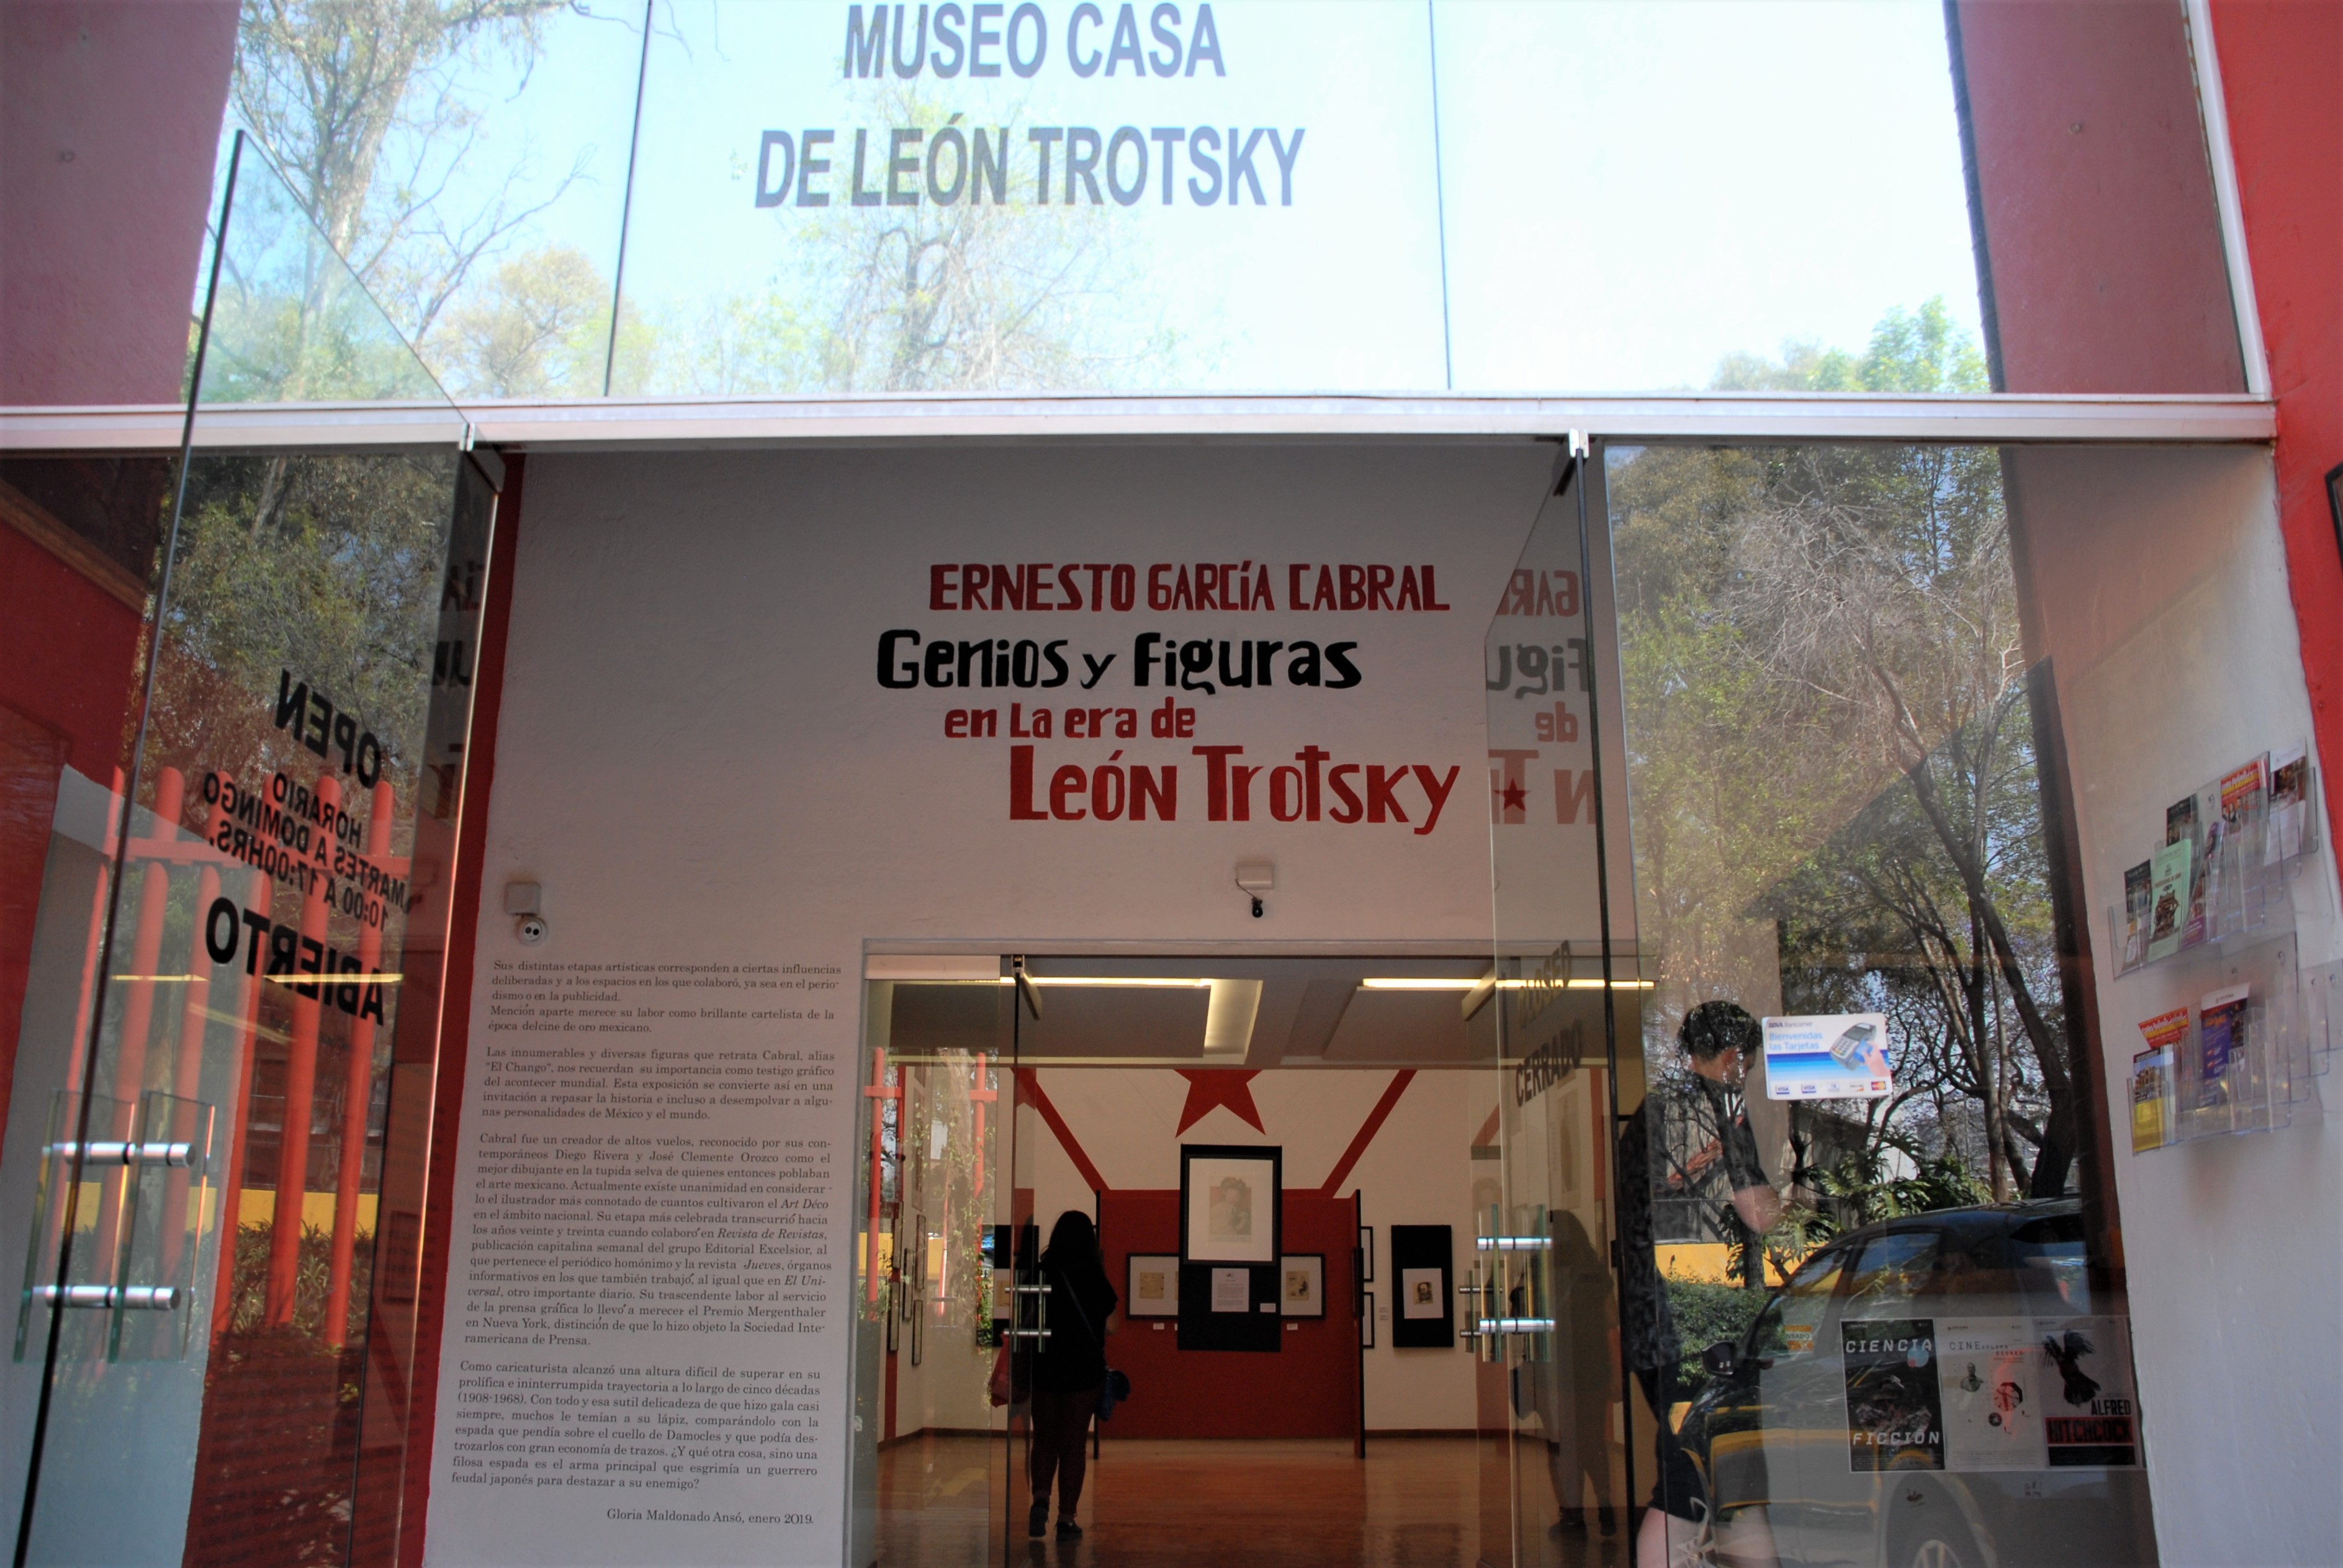 MUSEO CASA
DE LEÓN TROTSKY
ERNESTO GARCÍA CABRAL
Genios y Figuras
en La era de
León Trotsky
OPEN
HORARIO
MARTES A DOMINGO
10:00 A 17:00HRS.
ABIERTO
Sus distintas etapas artísticas corresponden a ciertas influencias
deliberadas y a los espacios en los que colaboró, ya sea en el perio-
dismo o en la publicidad.
Mención aparte merece su labor como brillante cartelista de la
época delcine de oro mexicano.
Las innumerables y diversas figuras que retrata Cabral, alias
"El Chango", nos recuerdan su importancia como testigo gráfico
del acontecer mundial. Esta exposición se convierte así en una
invitación a repasar la historia e incluso a desempolvar a algu-
nas personalidades de México y el mundo.
Cabral fue un creador de altos vuelos, reconocido por sus con-
temporáneos Diego Rivera y José Clemente Orozco como el
mejor dibujante en la tupida selva de quienes entonces poblaban
el arte mexicano. Actualmente existe unanimidad en considerar -
lo el ilustrador más connotado de cuantos cultivaron el Art Déco
en el ámbito nacional. Su etapa más celebrada transcurrió hacia
los años veinte y treinta cuando colaboró en Revista de Revistas,
publicación capitalina semanal del grupo Editorial Excelsior, al
que pertenece el periódico homónimo y la revista Jueves, órganos
informativos en los que también trabajó, al igual que en El Uni-
versal, otro importante diario. Su trascendente labor al servicio
de la prensa gráfica lo llevó a merecer el Premio Mergenthaler
en Nueva York, distinción de que lo hizo objeto la Sociedad Inte-
ramericana de Prensa.
Como caricaturista alcanzó una altura difícil de superar en su
prolífica e ininterrumpida trayectoria a lo largo de cinco décadas
(1908-1968). Con todo y esa sutil delicadeza de que hizo gala casi
siempre, muchos le temían a su lápiz, comparándolo con la
espada que pendía sobre el cuello de Damocles y que podía des-
trozarlos con gran economía de trazos. ¿Y qué otra cosa, sino una
filosa espada es el arma principal que esgrimía un guerrero
feudal japonés para destazar a su enemigo?
Gloria Maldonado Ansó, enero 2019.
CLOSED
CERRADO
BBVA Bancomer
Bienvenidas
las Tarjetas
VISA
CIENCIA
FICCIÓN
CINE
ALFRED
HITCHCOCK